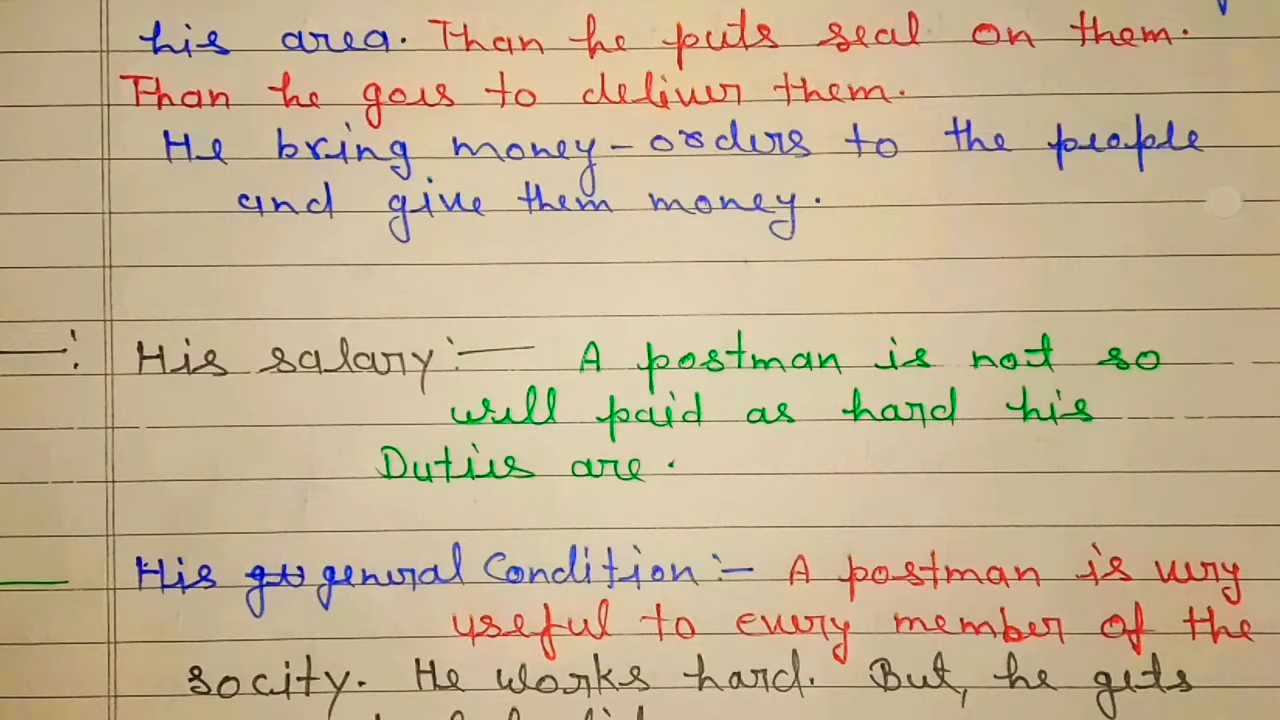 his area. Than he puts seal on them.
Than he goes to deliver them.
He bring money-orders to the people
and give them money.
His salary :— A postman is not so
well paid as hard his
Duties are.
His general Condition :— A postman is very
useful to every member of the
socity. He works hard. But, he gets